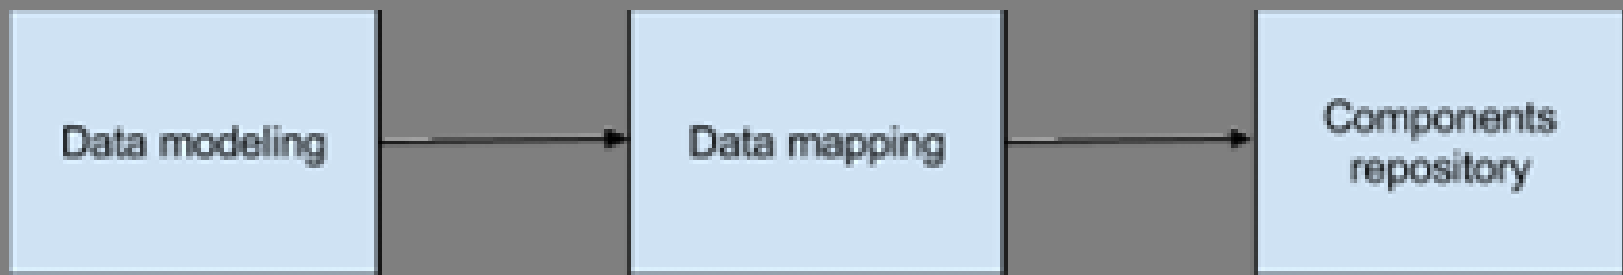 Data modeling
Data mapping
Components
repository